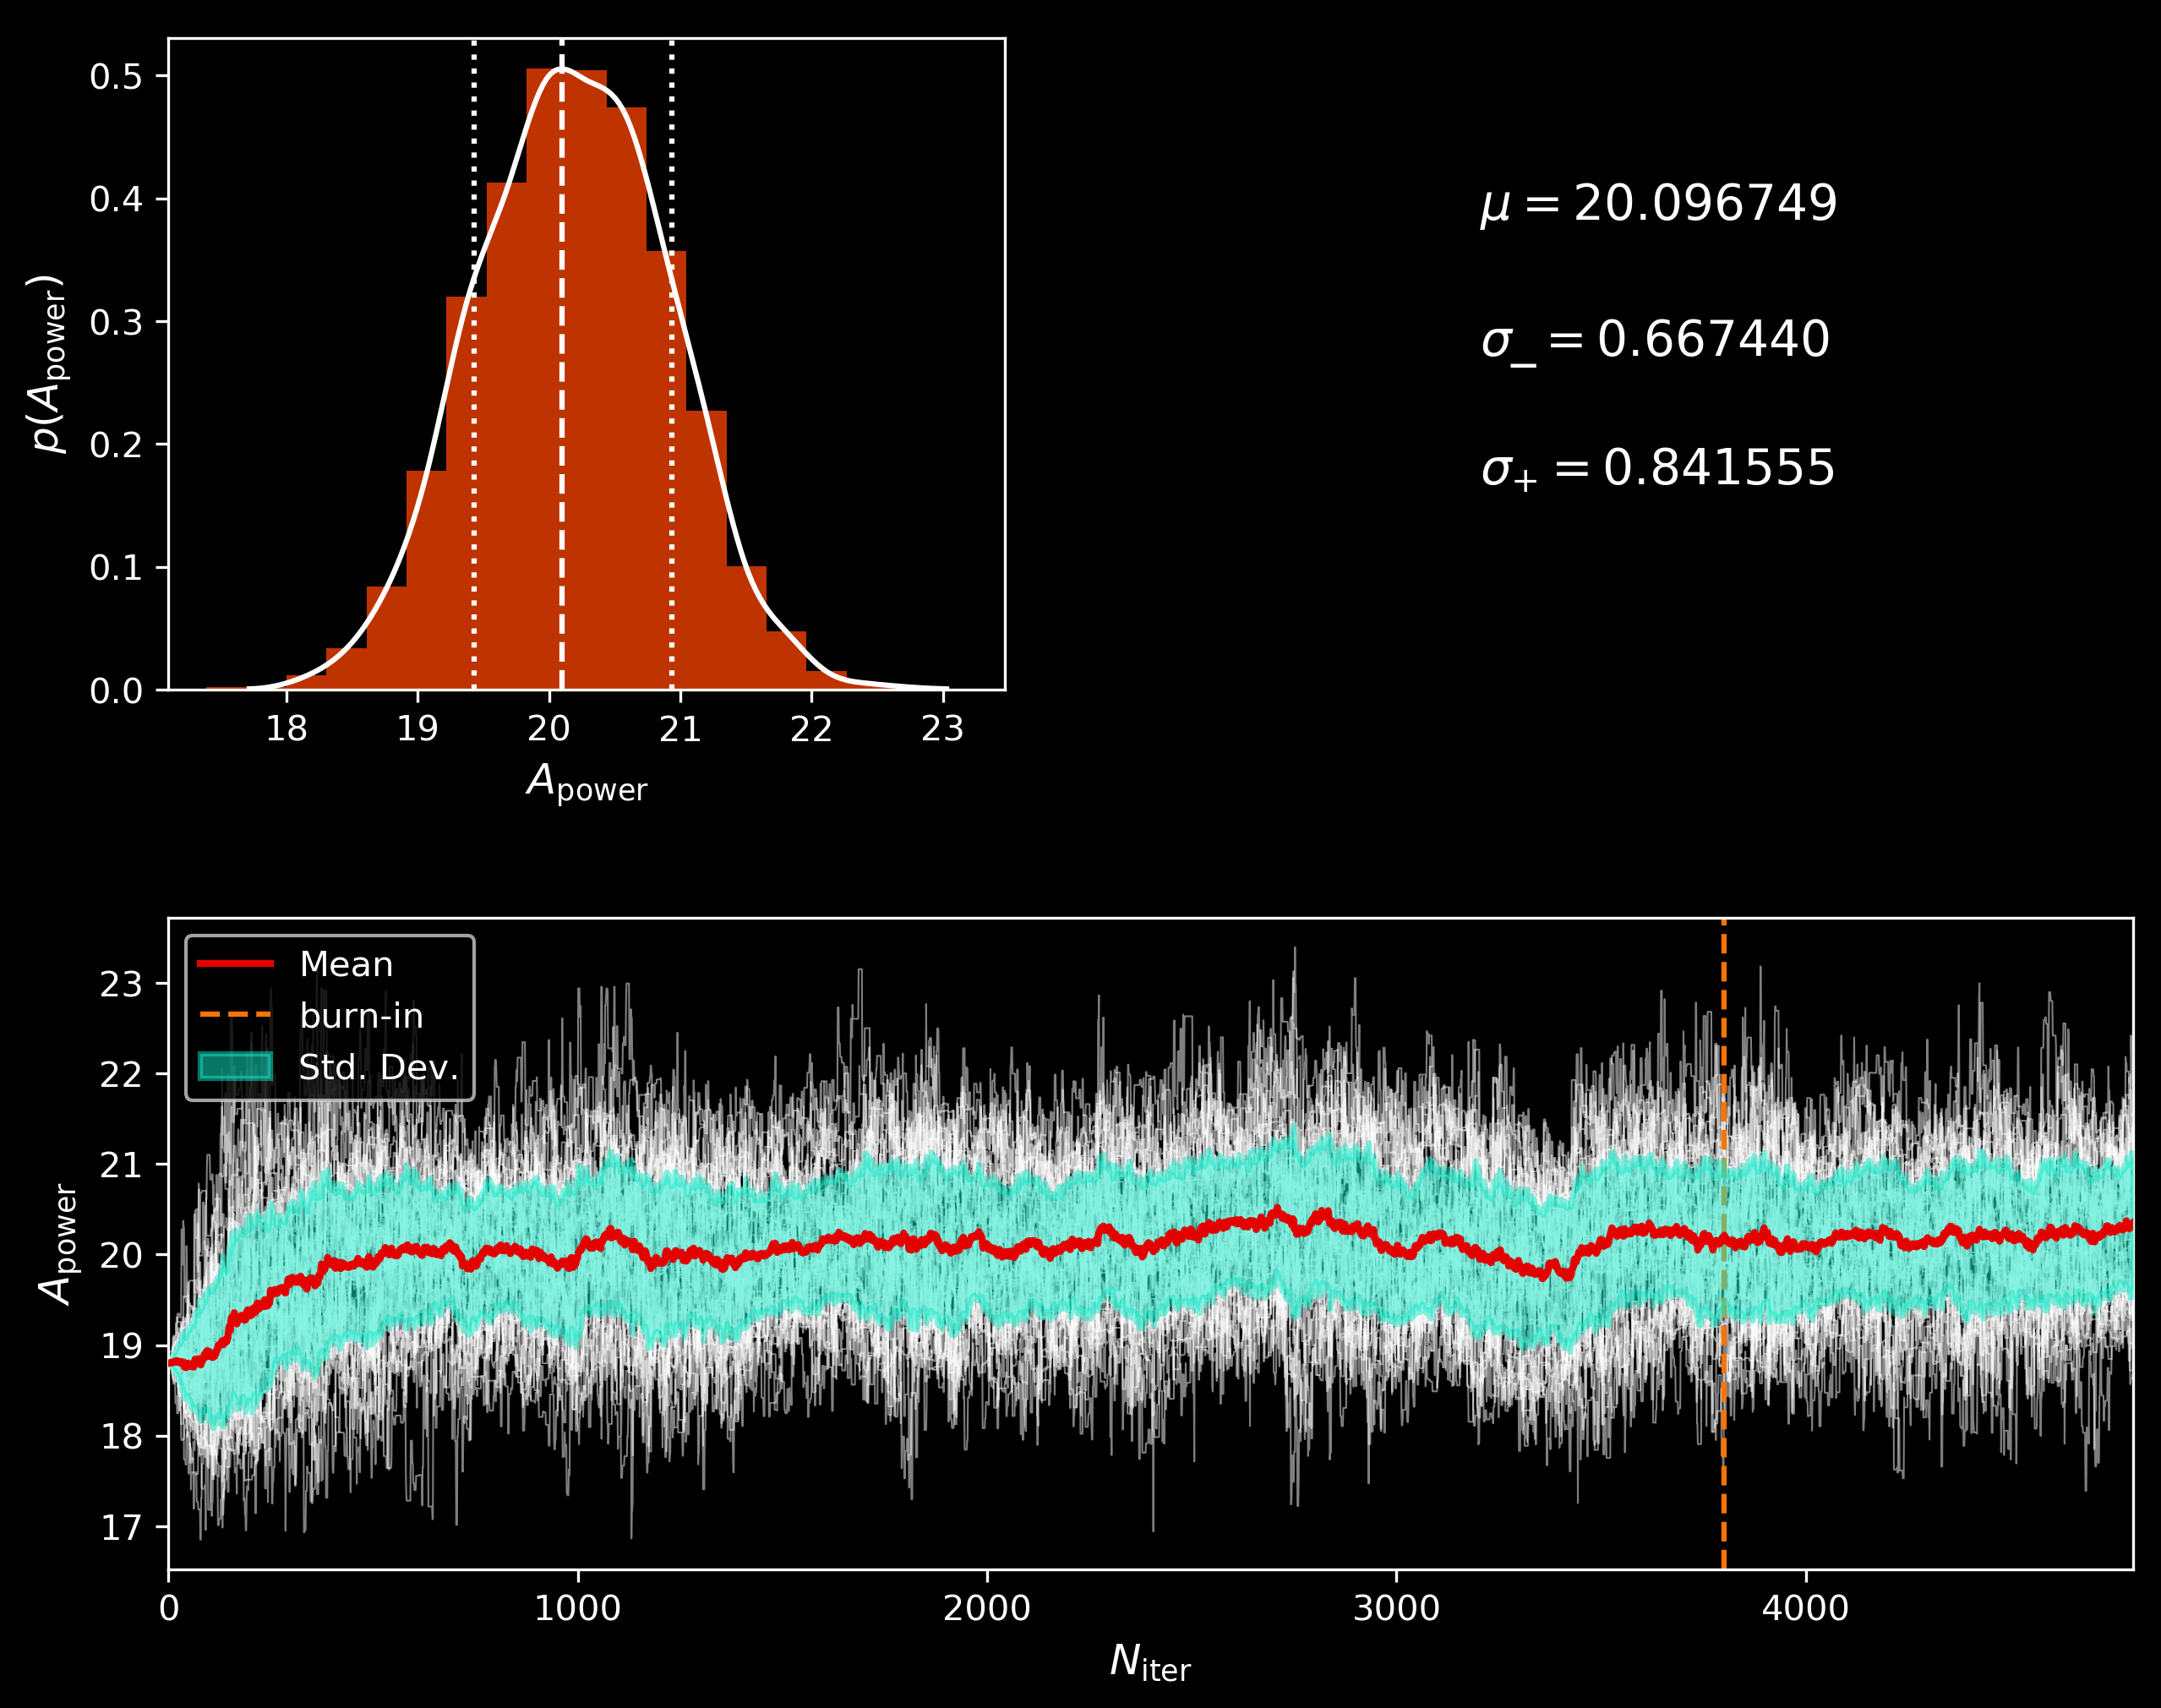 0.5
0.4
0.3
0.2
0.1
0.0
p(A_power)
18 19 20 21 22 23
A_power
μ = 20.096749
σ_− = 0.667440
σ_+ = 0.841555
Mean
burn-in
Std. Dev.
23
22
21
20
19
18
17
A_power
0 1000 2000 3000 4000
N_iter